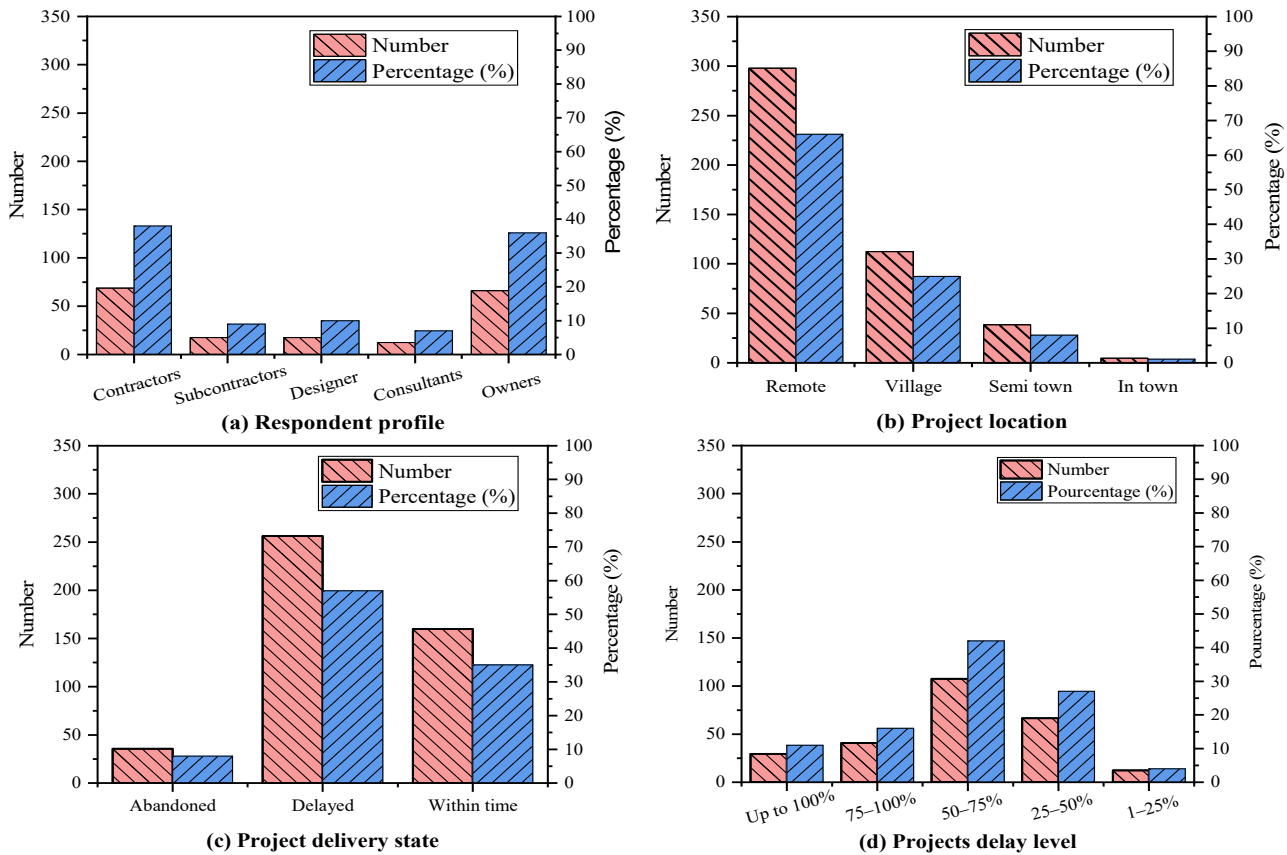 350
300
250
200
150
100
50
0
Number
100
90
80
70
60
50
40
30
20
10
0
Percentage (%)
Number
Percentage (%)
Contractors
Subcontractors
Designer
Consultants
Owners
(a) Respondent profile
350
300
250
200
150
100
50
0
Number
100
90
80
70
60
50
40
30
20
10
0
Percentage (%)
Number
Percentage (%)
Remote
Village
Semi town
In town
(b) Project location
350
300
250
200
150
100
50
0
Number
100
90
80
70
60
50
40
30
20
10
0
Percentage (%)
Number
Percentage (%)
Abandoned
Delayed
Within time
(c) Project delivery state
350
300
250
200
150
100
50
0
Number
100
90
80
70
60
50
40
30
20
10
0
Pourcentage (%)
Number
Pourcentage (%)
Up to 100%
75–100%
50–75%
25–50%
1–25%
(d) Projects delay level